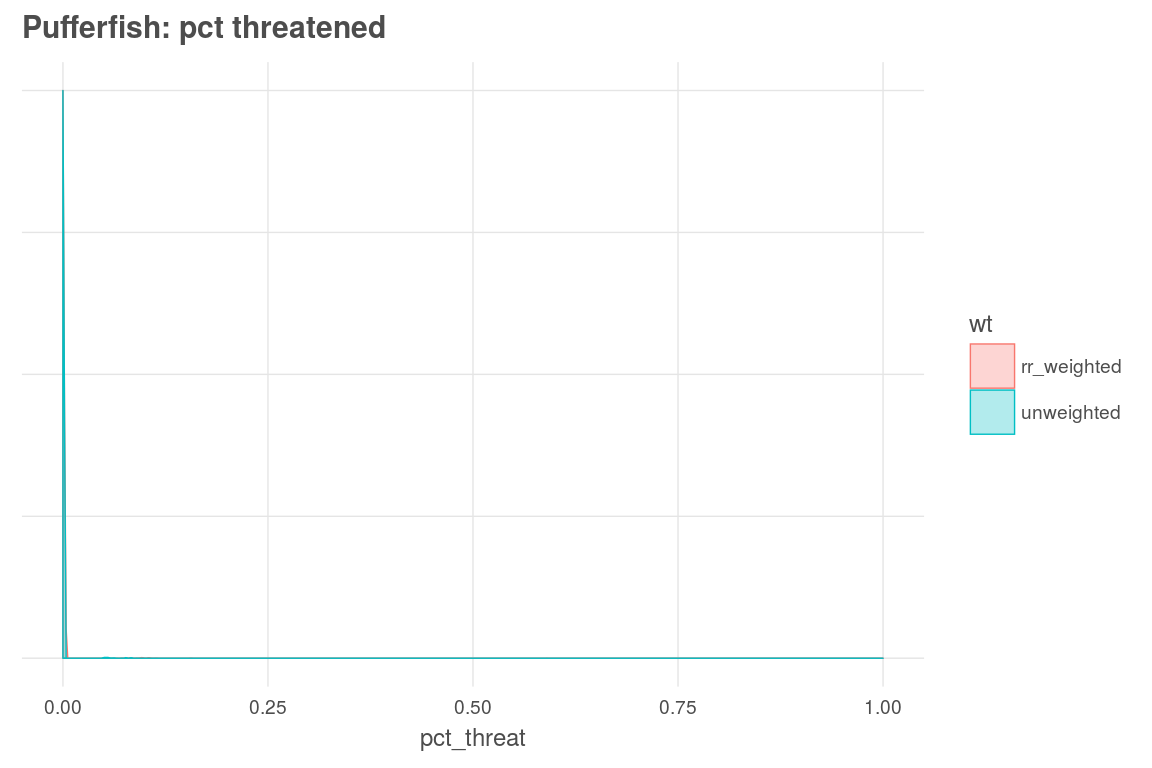 Pufferfish: pct threatened
wt
rr_weighted
unweighted
0.00 0.25 0.50 0.75 1.00
pct_threat